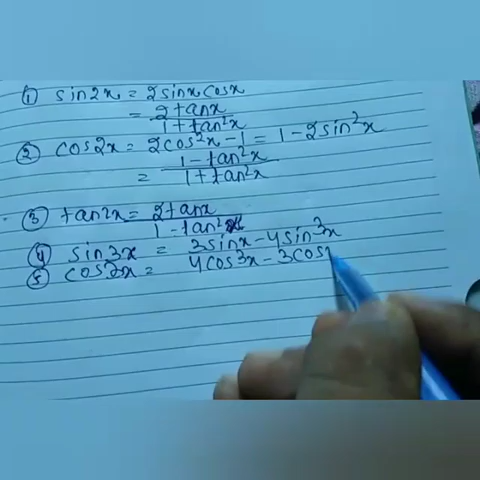 ① sin2x = 2sinx cosx
= 2tanx / 1+tan²x
② cos2x = 2cos²x - 1 = 1 - 2sin²x
= 1-tan²x / 1+tan²x
③ tan2x = 2tanx / 1-tan²x
④ sin3x = 3sinx - 4sin³x
⑤ cos3x = 4cos³x - 3cos